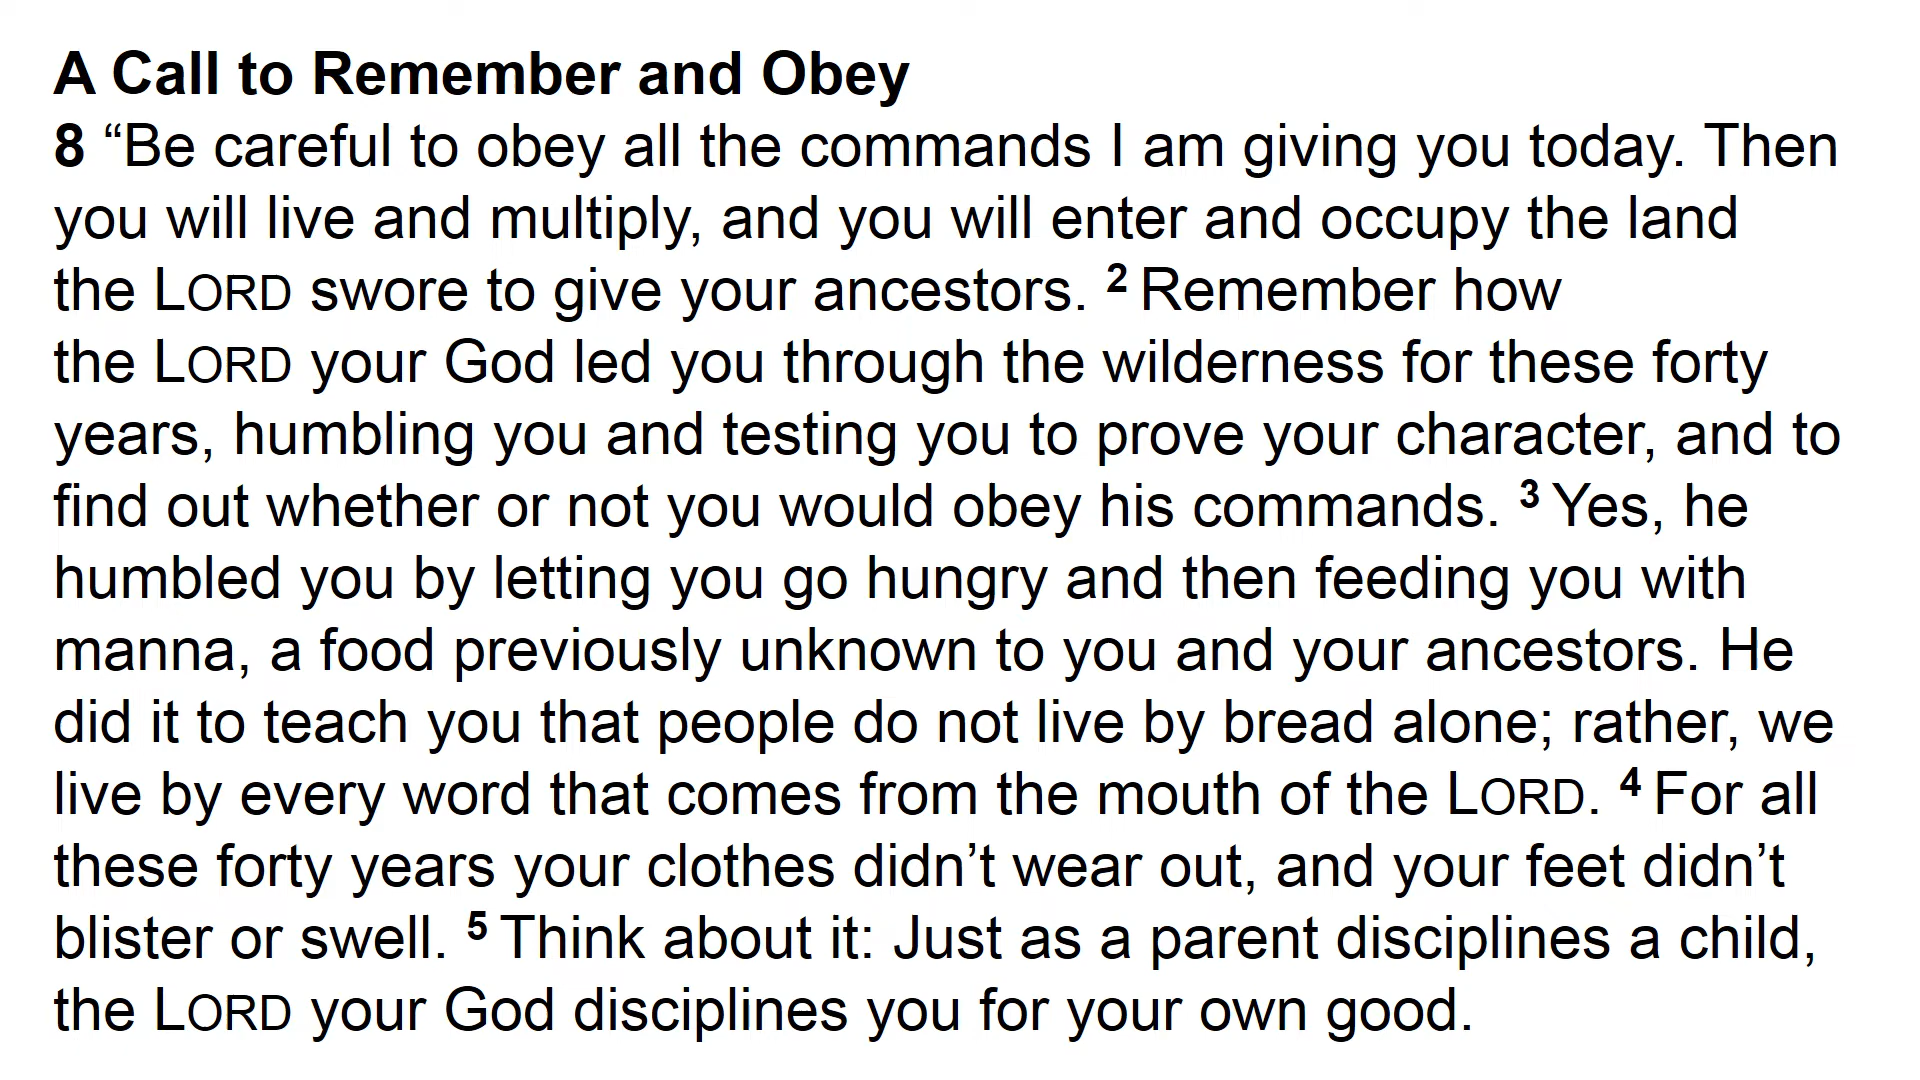 A Call to Remember and Obey
8 “Be careful to obey all the commands I am giving you today. Then
you will live and multiply, and you will enter and occupy the land
the LORD swore to give your ancestors. 2 Remember how
the LORD your God led you through the wilderness for these forty
years, humbling you and testing you to prove your character, and to
find out whether or not you would obey his commands. 3 Yes, he
humbled you by letting you go hungry and then feeding you with
manna, a food previously unknown to you and your ancestors. He
did it to teach you that people do not live by bread alone; rather, we
live by every word that comes from the mouth of the LORD. 4 For all
these forty years your clothes didn’t wear out, and your feet didn’t
blister or swell. 5 Think about it: Just as a parent disciplines a child,
the LORD your God disciplines you for your own good.